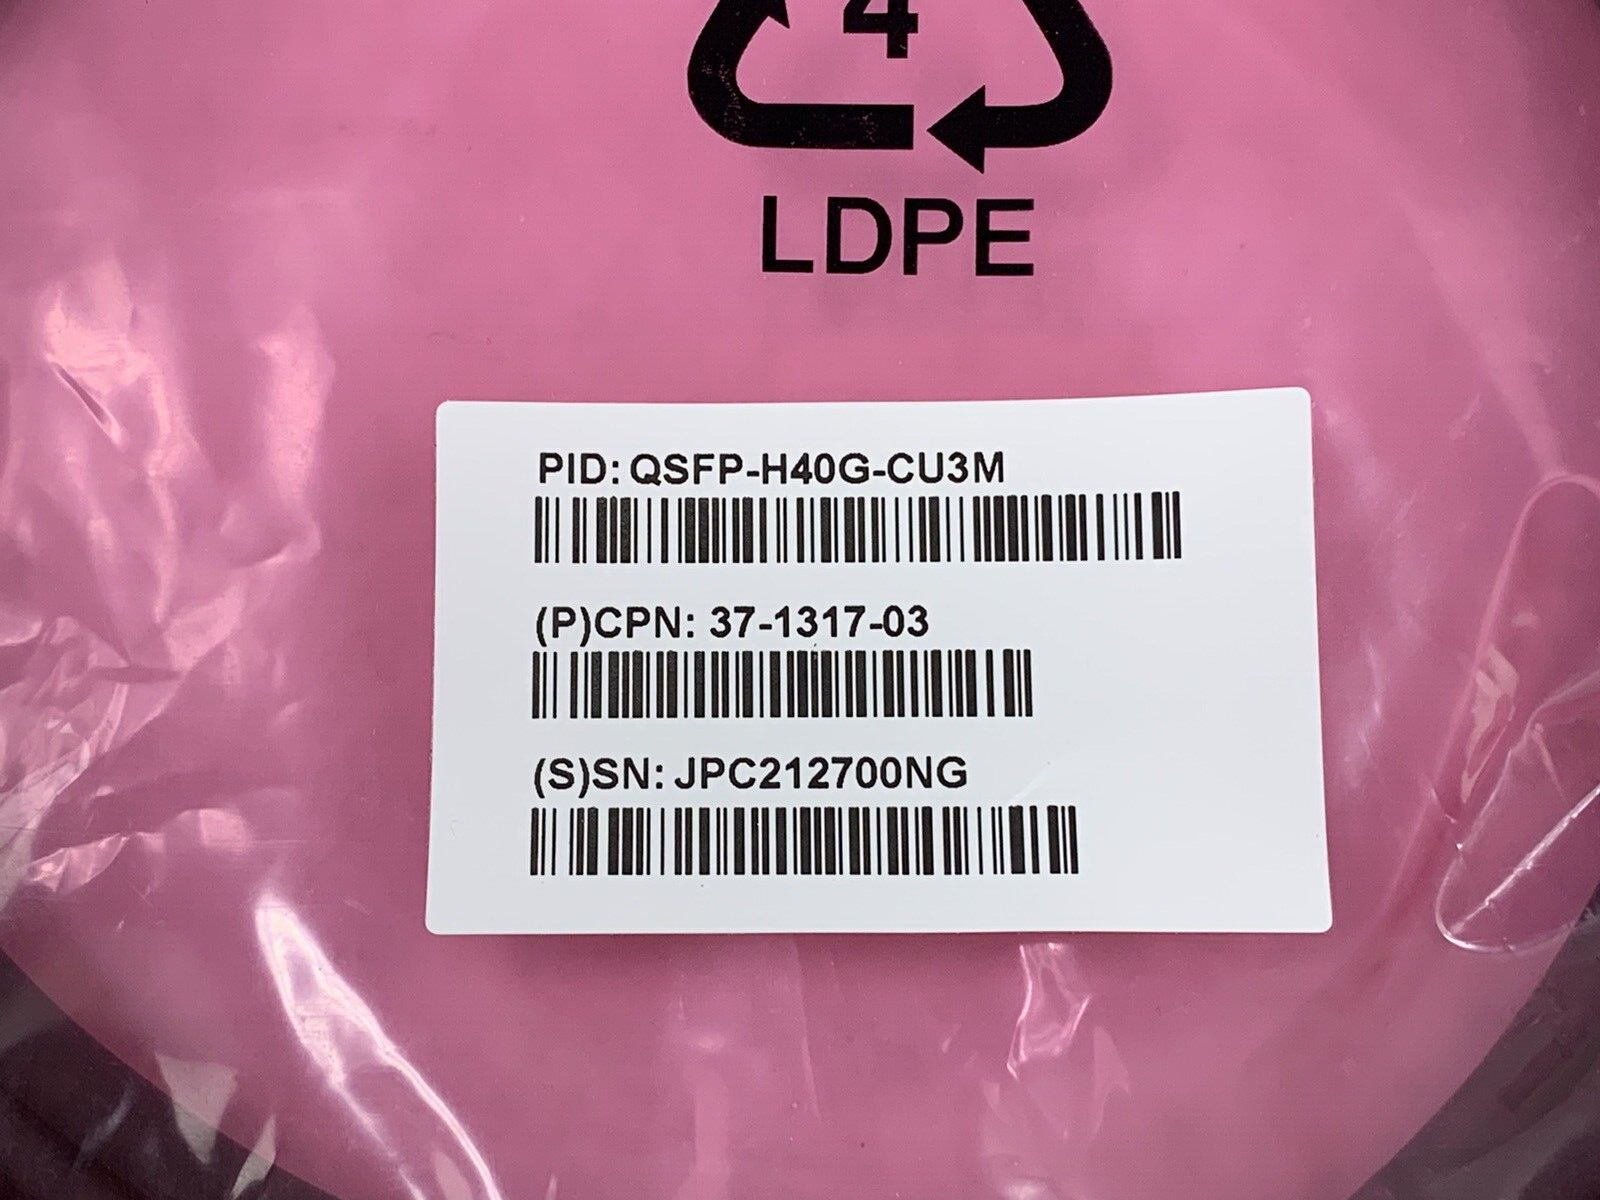 4
LDPE
PID: QSFP-H40G-CU3M
(P)CPN: 37-1317-03
(S)SN: JPC212700NG